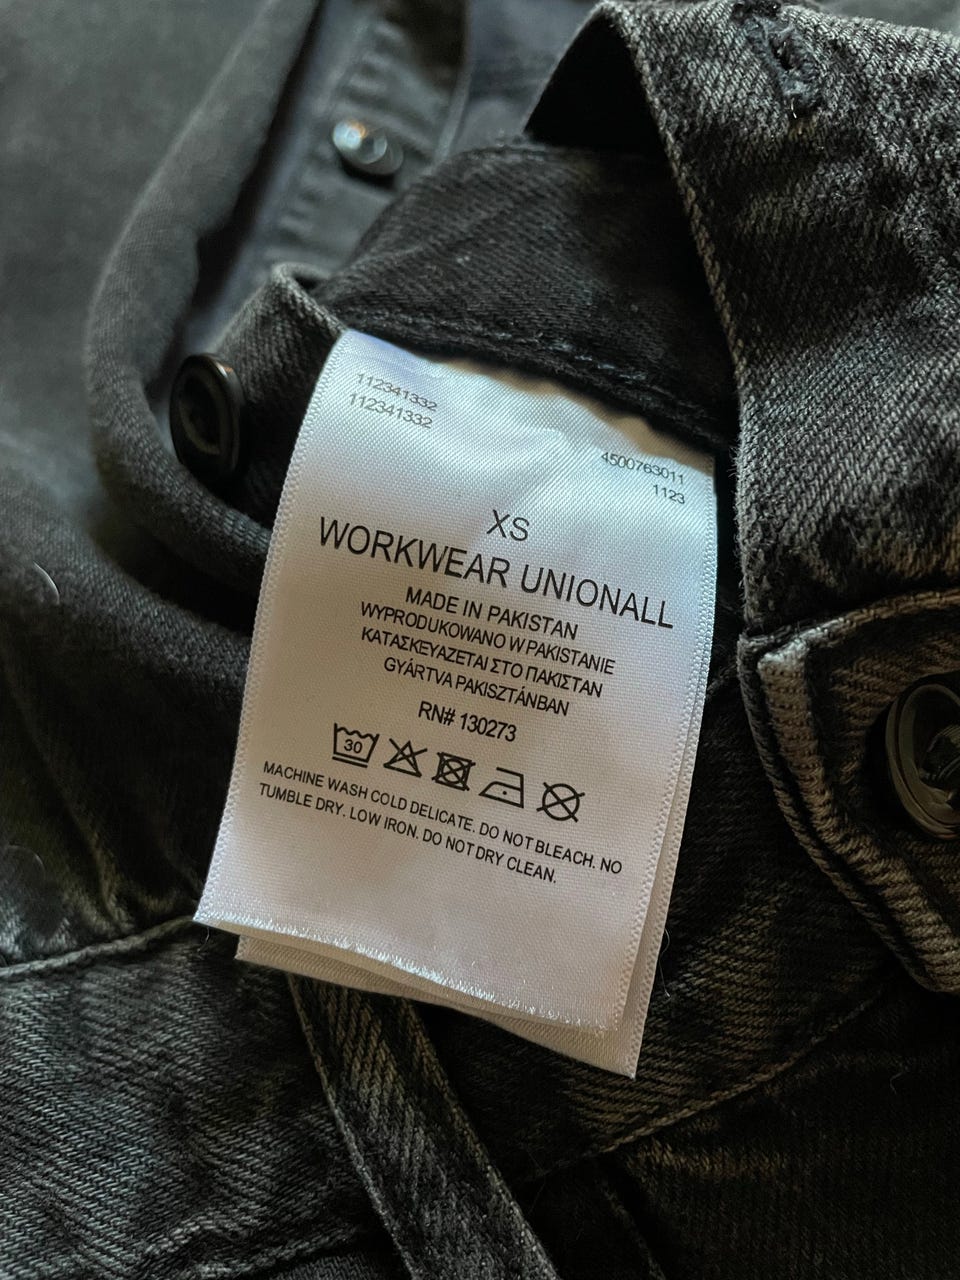 112341332
112341332
4500763011
1123
XS
WORKWEAR UNIONALL
MADE IN PAKISTAN
WYPRODUKOWANO W PAKISTANIE
ΚΑΤΑΣΚΕΥΑΖΕΤΑΙ ΣΤΟ ΠΑΚΙΣΤΑΝ
GYÁRTVA PAKISZTÁNBAN
RN# 130273
30
MACHINE WASH COLD DELICATE. DO NOT BLEACH. NO
TUMBLE DRY. LOW IRON. DO NOT DRY CLEAN.